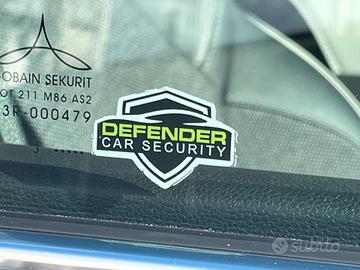 OBAIN SEKURIT
OT 211 M86 AS2
3R-000479
DEFENDER
CAR SECURITY
subito